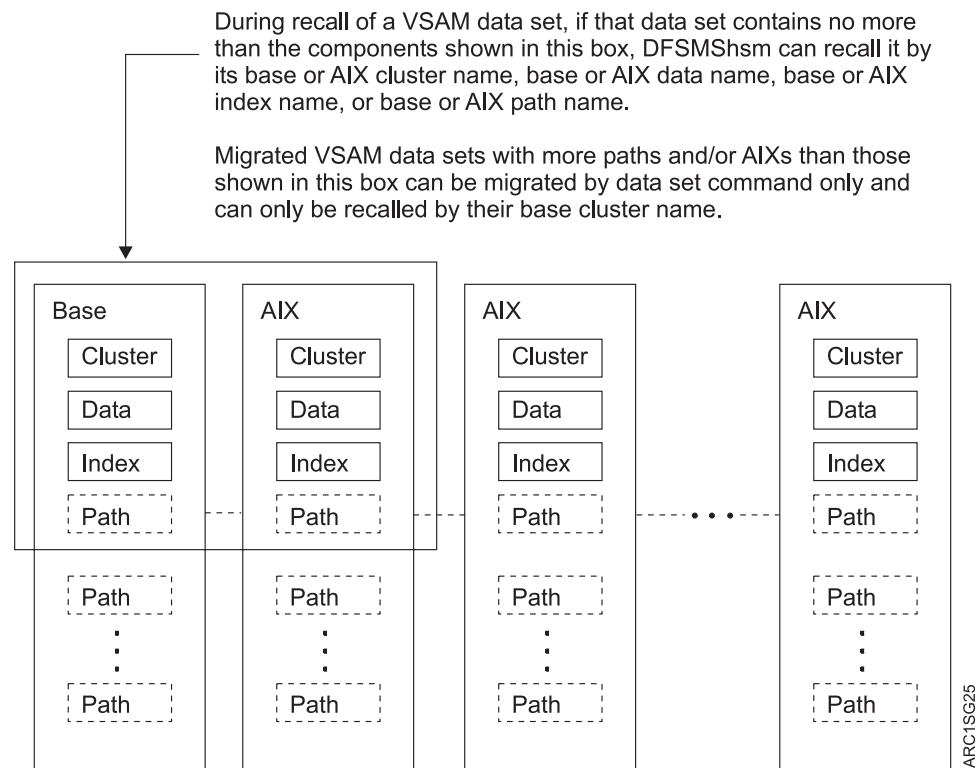 During recall of a VSAM data set, if that data set contains no more
than the components shown in this box, DFSMShsm can recall it by
its base or AIX cluster name, base or AIX data name, base or AIX
index name, or base or AIX path name.
Migrated VSAM data sets with more paths and/or AIXs than those
shown in this box can be migrated by data set command only and
can only be recalled by their base cluster name.
Base
Cluster
Data
Index
Path
Path
Path
AIX
Cluster
Data
Index
Path
Path
Path
AIX
Cluster
Data
Index
Path
Path
Path
AIX
Cluster
Data
Index
Path
Path
Path
ARC1SG25